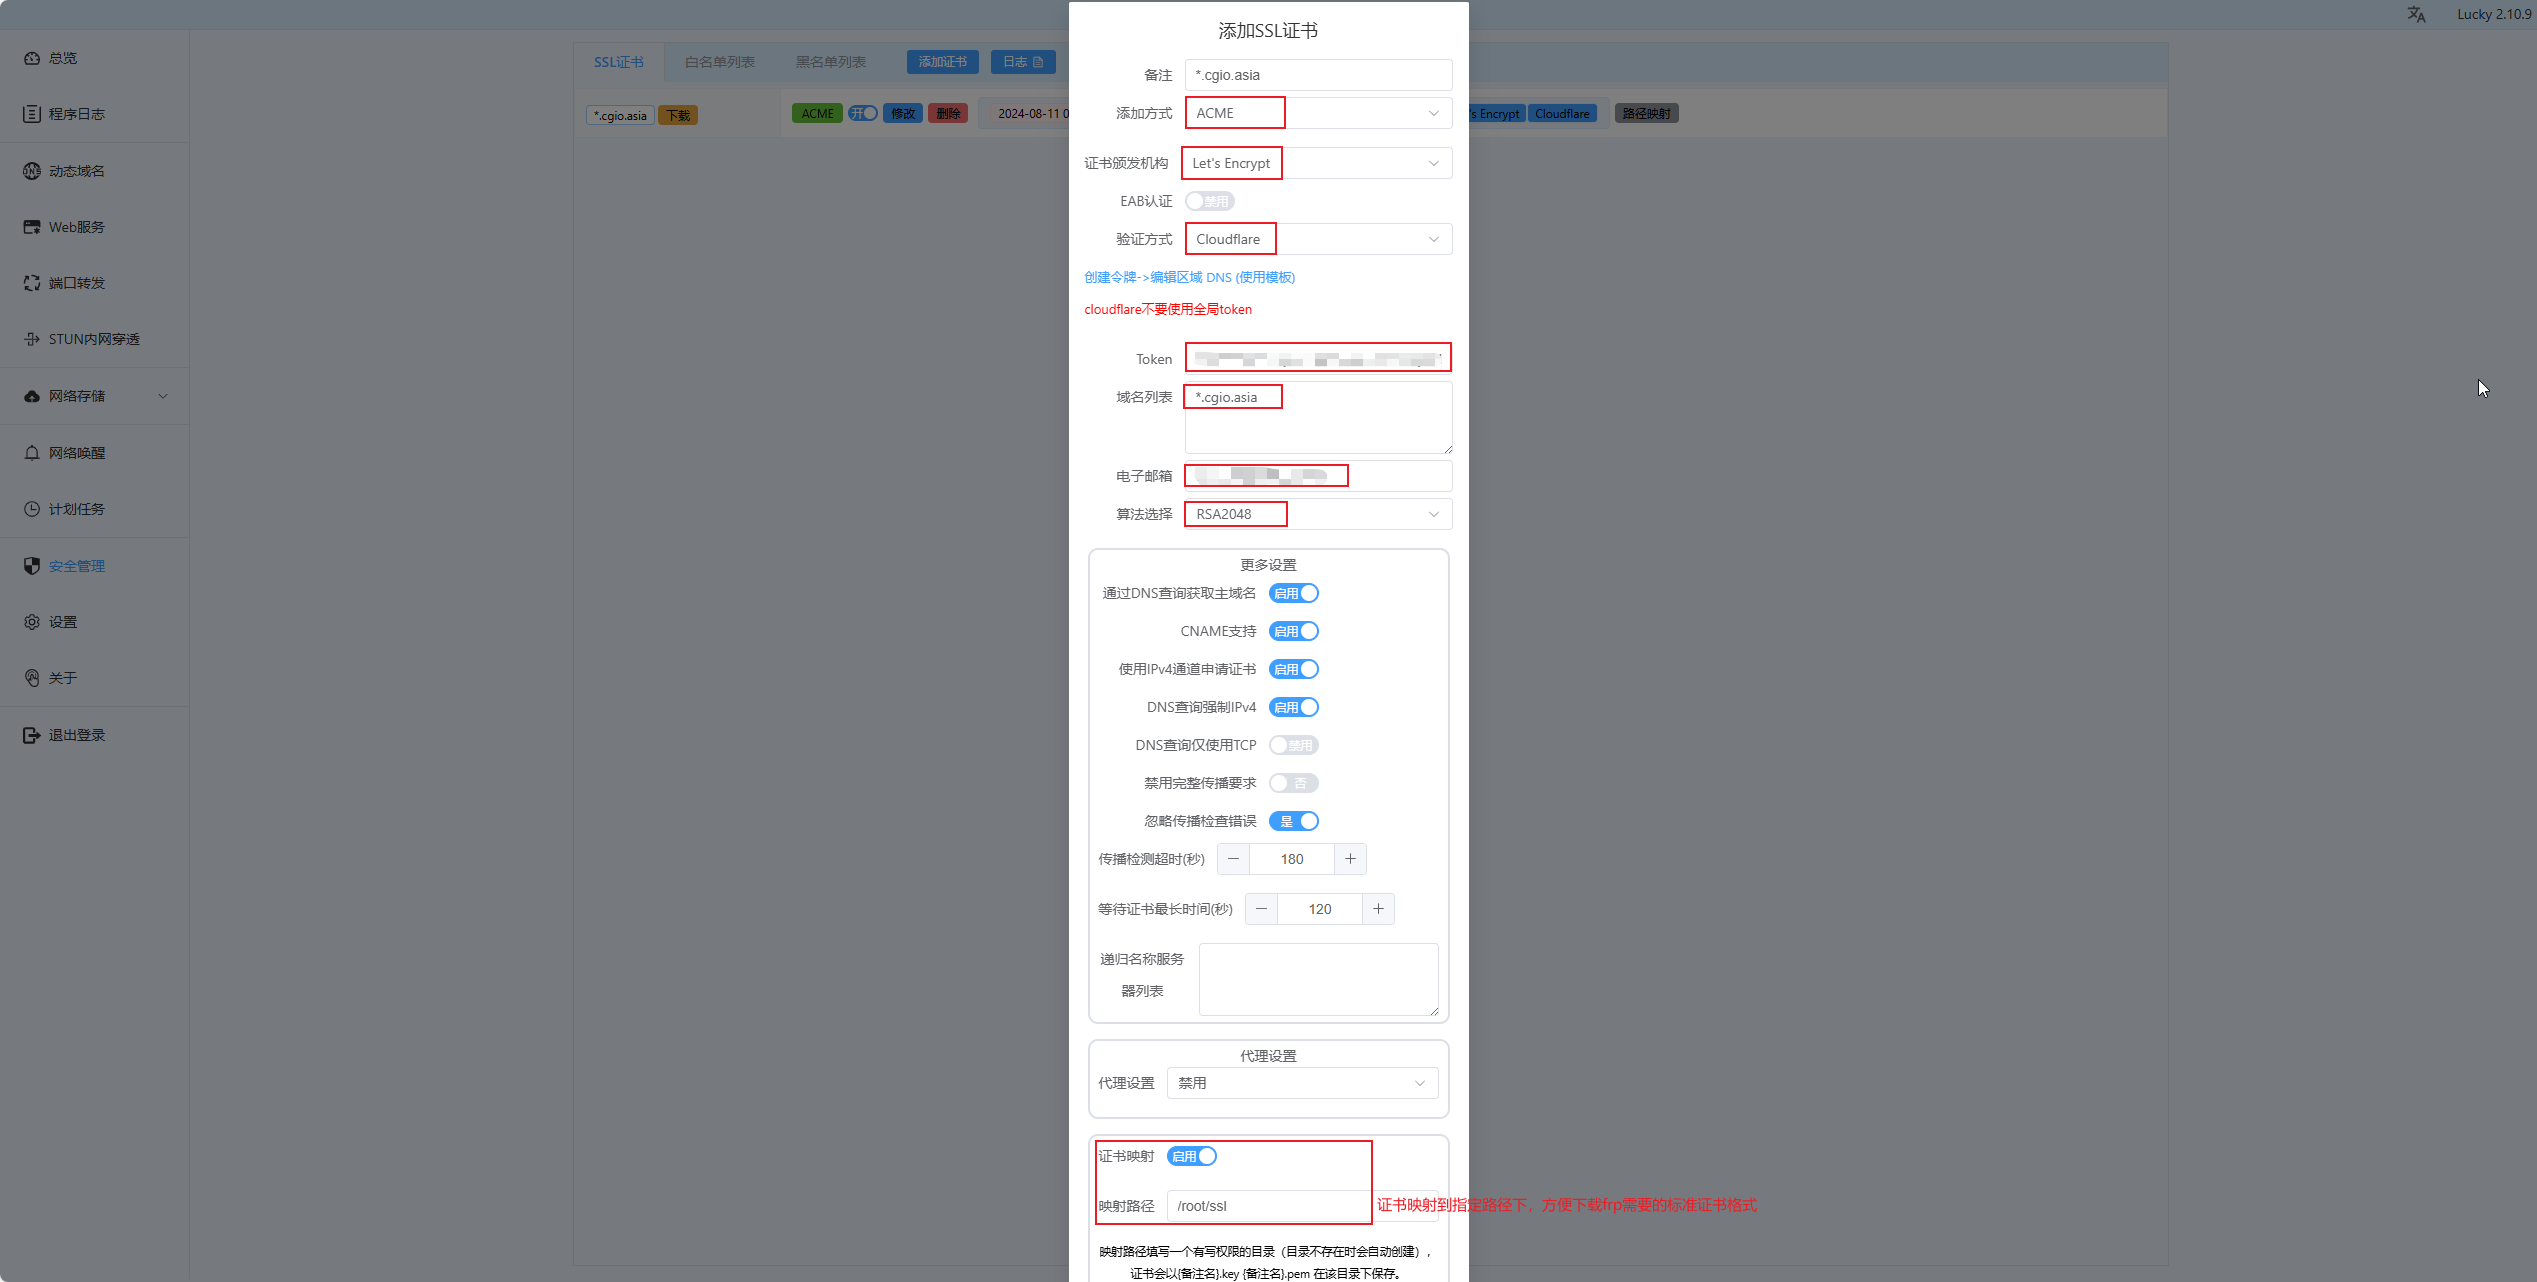 Lucky 2.10.9
总览
程序日志
动态域名
Web服务
端口转发
STUN内网穿透
网络存储
网络唤醒
计划任务
安全管理
设置
关于
退出登录
SSL证书
白名单列表
黑名单列表
添加证书
日志
*.cgio.asia
下载
ACME
开
修改
删除
2024-08-11 0
's Encrypt
Cloudflare
路径映射
添加SSL证书
备注 *.cgio.asia
添加方式 ACME
证书颁发机构 Let's Encrypt
EAB认证 禁用
验证方式 Cloudflare
创建令牌->编辑区域 DNS (使用模板)
cloudflare不要使用全局token
Token
域名列表 *.cgio.asia
电子邮箱
算法选择 RSA2048
更多设置
通过DNS查询获取主域名 启用
CNAME支持 启用
使用IPv4通道申请证书 启用
DNS查询强制IPv4 启用
DNS查询仅使用TCP 禁用
禁用完整传播要求 否
忽略传播检查错误 是
传播检测超时(秒) 180
等待证书最长时间(秒) 120
递归名称服务
器列表
代理设置
代理设置 禁用
证书映射 启用
映射路径 /root/ssl
证书映射到指定路径下，方便下载frp需要的标准证书格式
映射路径填写一个有写权限的目录（目录不存在时会自动创建），
证书会以{备注名}.key {备注名}.pem 在该目录下保存。